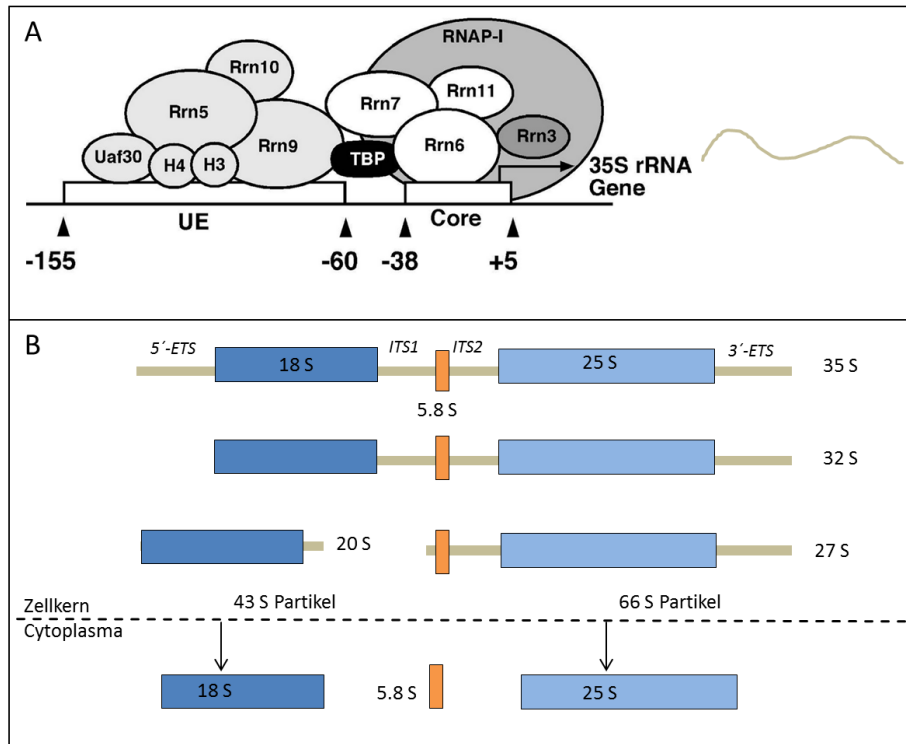 A
RNAP-I
Rrn10
Rrn5
Rrn7
Rrn11
Rrn3
Uaf30
H4
H3
Rrn9
TBP
Rrn6
35S rRNA
Gene
UE
Core
-155
-60
-38
+5
B
5´-ETS
18 S
ITS1
ITS2
25 S
3´-ETS
35 S
5.8 S
32 S
20 S
27 S
43 S Partikel
66 S Partikel
Zellkern
Cytoplasma
18 S
5.8 S
25 S